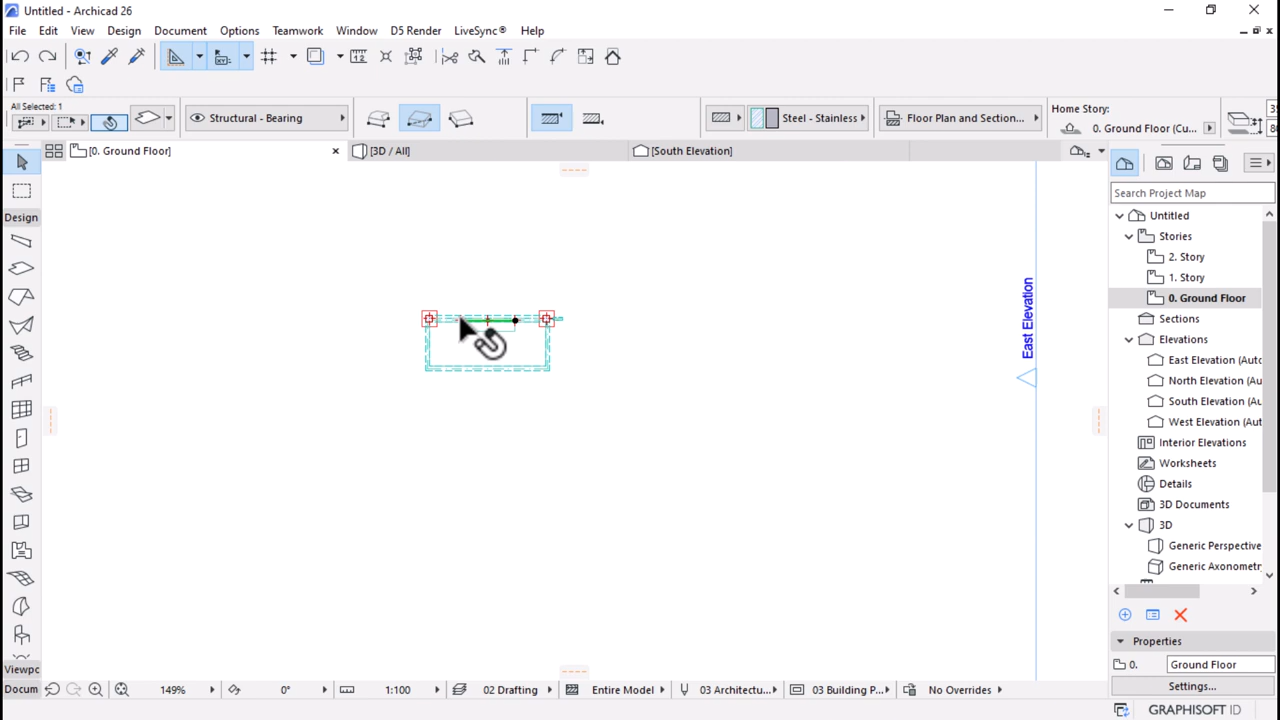 Untitled - Archicad 26
File Edit View Design Document Options Teamwork Window D5 Render LiveSync® Help
All Selected: 1
Structural - Bearing
Steel - Stainless
Floor Plan and Section...
Home Story:
0. Ground Floor (Cu...
[0. Ground Floor]
[3D / All]
[South Elevation]
Search Project Map
Design
Untitled
Stories
2. Story
1. Story
0. Ground Floor
Sections
Elevations
East Elevation (Aut
North Elevation (Au
South Elevation (Au
West Elevation (Aut
Interior Elevations
Worksheets
Details
3D Documents
3D
Generic Perspective
Generic Axonometr
East Elevation
Properties
0.
Ground Floor
Settings...
Viewpc
Docum
149%
0°
1:100
02 Drafting
Entire Model
03 Architectu...
03 Building P...
No Overrides
GRAPHISOFT ID